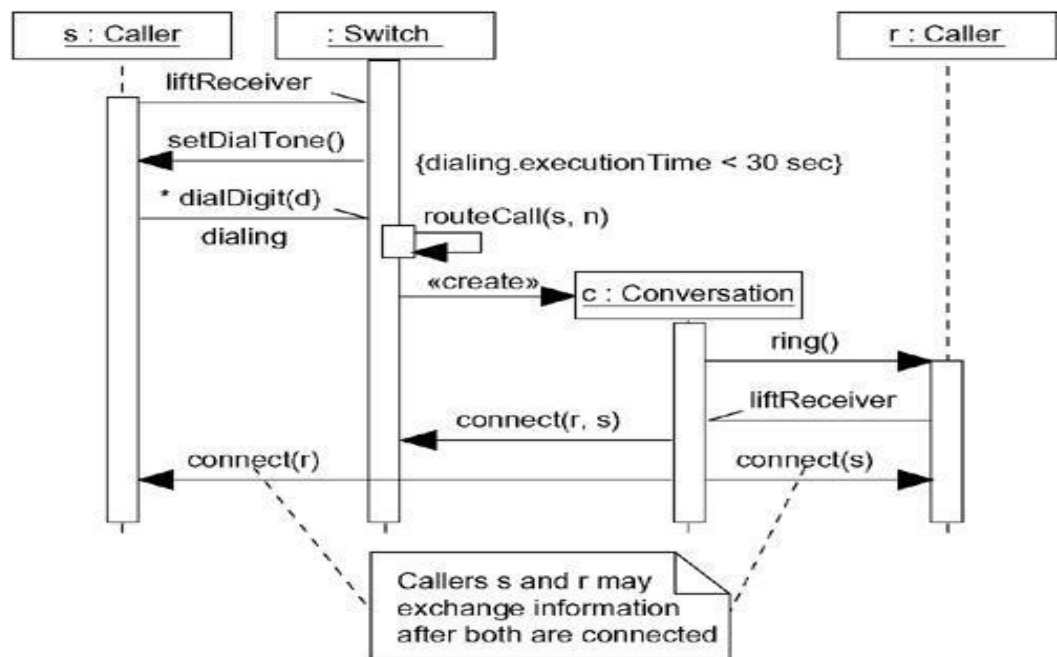 s : Caller
: Switch
r : Caller
liftReceiver
setDialTone()
{dialing.executionTime < 30 sec}
* dialDigit(d)
dialing
routeCall(s, n)
«create»
c : Conversation
ring()
liftReceiver
connect(r, s)
connect(r)
connect(s)
Callers s and r may
exchange information
after both are connected